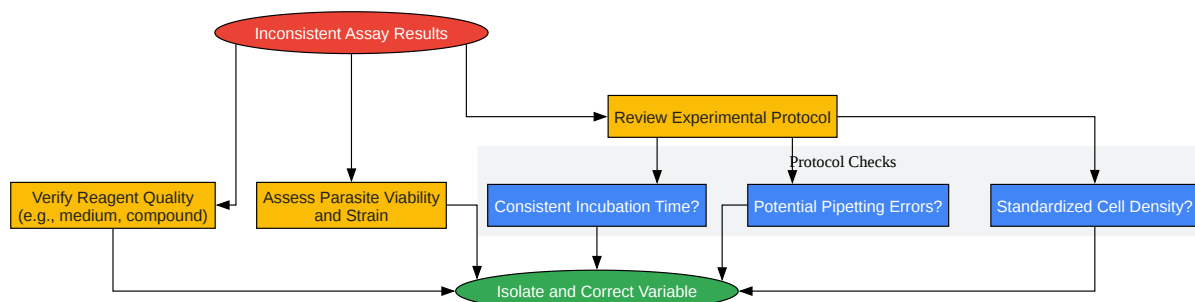 Inconsistent Assay Results
Review Experimental Protocol
Protocol Checks
Verify Reagent Quality
(e.g., medium, compound)
Assess Parasite Viability
and Strain
Consistent Incubation Time?
Potential Pipetting Errors?
Standardized Cell Density?
Isolate and Correct Variable